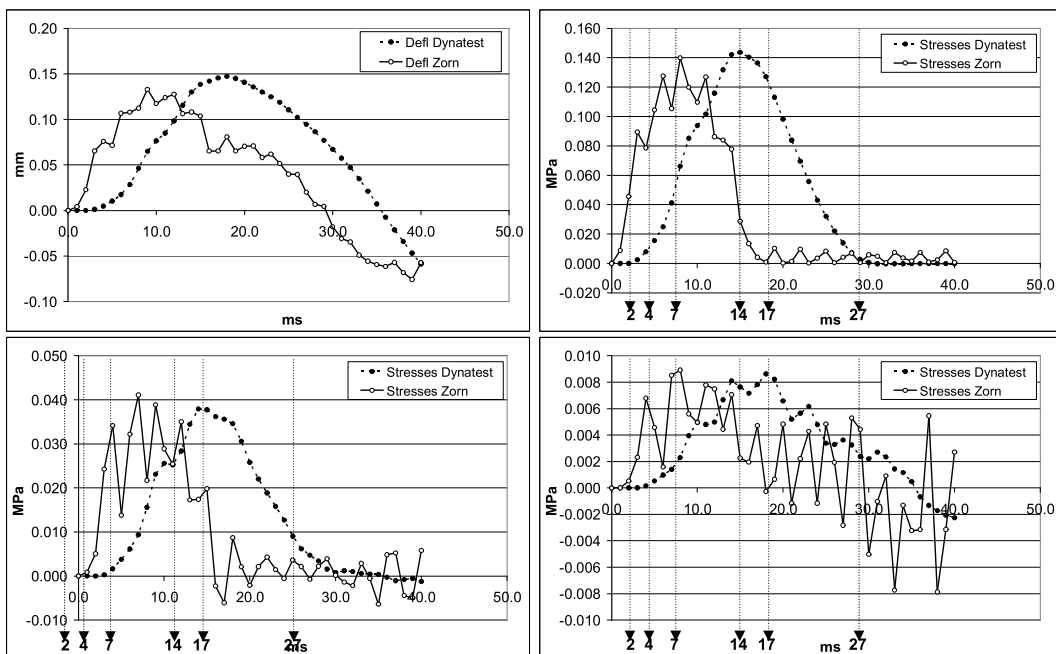 0.20
0.15
0.10
0.05
0.00
-0.05
-0.10
mm
0.0 10.0 20.0 30.0 40.0 50.0
ms
Defl Dynatest
Defl Zorn
0.160
0.140
0.120
0.100
0.080
0.060
0.040
0.020
0.000
-0.020
MPa
0.0 10.0 20.0 30.0 40.0 50.0
2 4 7 14 17 ms 27
Stresses Dynatest
Stresses Zorn
0.050
0.040
0.030
0.020
0.010
0.000
-0.010
MPa
0.0 10.0 20.0 30.0 40.0 50.0
2 4 7 14 17 27 ms
Stresses Dynatest
Stresses Zorn
0.010
0.008
0.006
0.004
0.002
0.000
-0.002
-0.004
-0.006
-0.008
-0.010
MPa
0.0 10.0 20.0 30.0 40.0 50.0
2 4 7 14 17 ms 27
Stresses Dynatest
Stresses Zorn